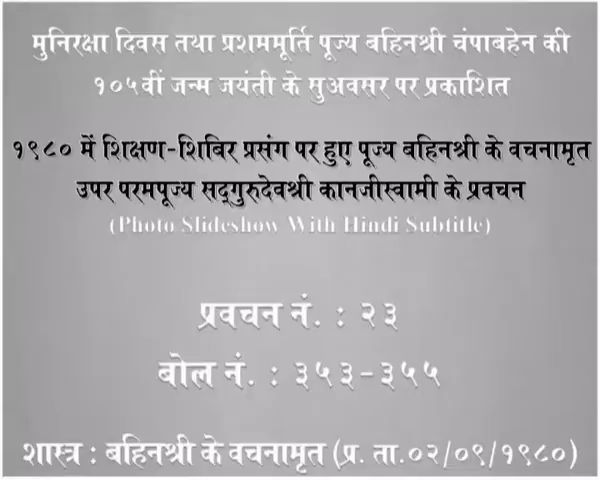 मुनिरक्षा दिवस तथा प्रशममूर्ति पूज्य बहिनश्री चंपाबहेन की
१०५वीं जन्म जयंती के सुअवसर पर प्रकाशित
१९८० में शिक्षण-शिबिर प्रसंग पर हुए पूज्य बहिनश्री के वचनामृत
उपर परमपूज्य सद्‌गुरुदेवश्री कानजीस्वामी के प्रवचन
(Photo Slideshow With Hindi Subtitle)
प्रवचन नं. : २३
बोल नं. : ३५३-३५५
शास्त्र : बहिनश्री के वचनामृत (प्र. ता.०२/०९/१९८०)